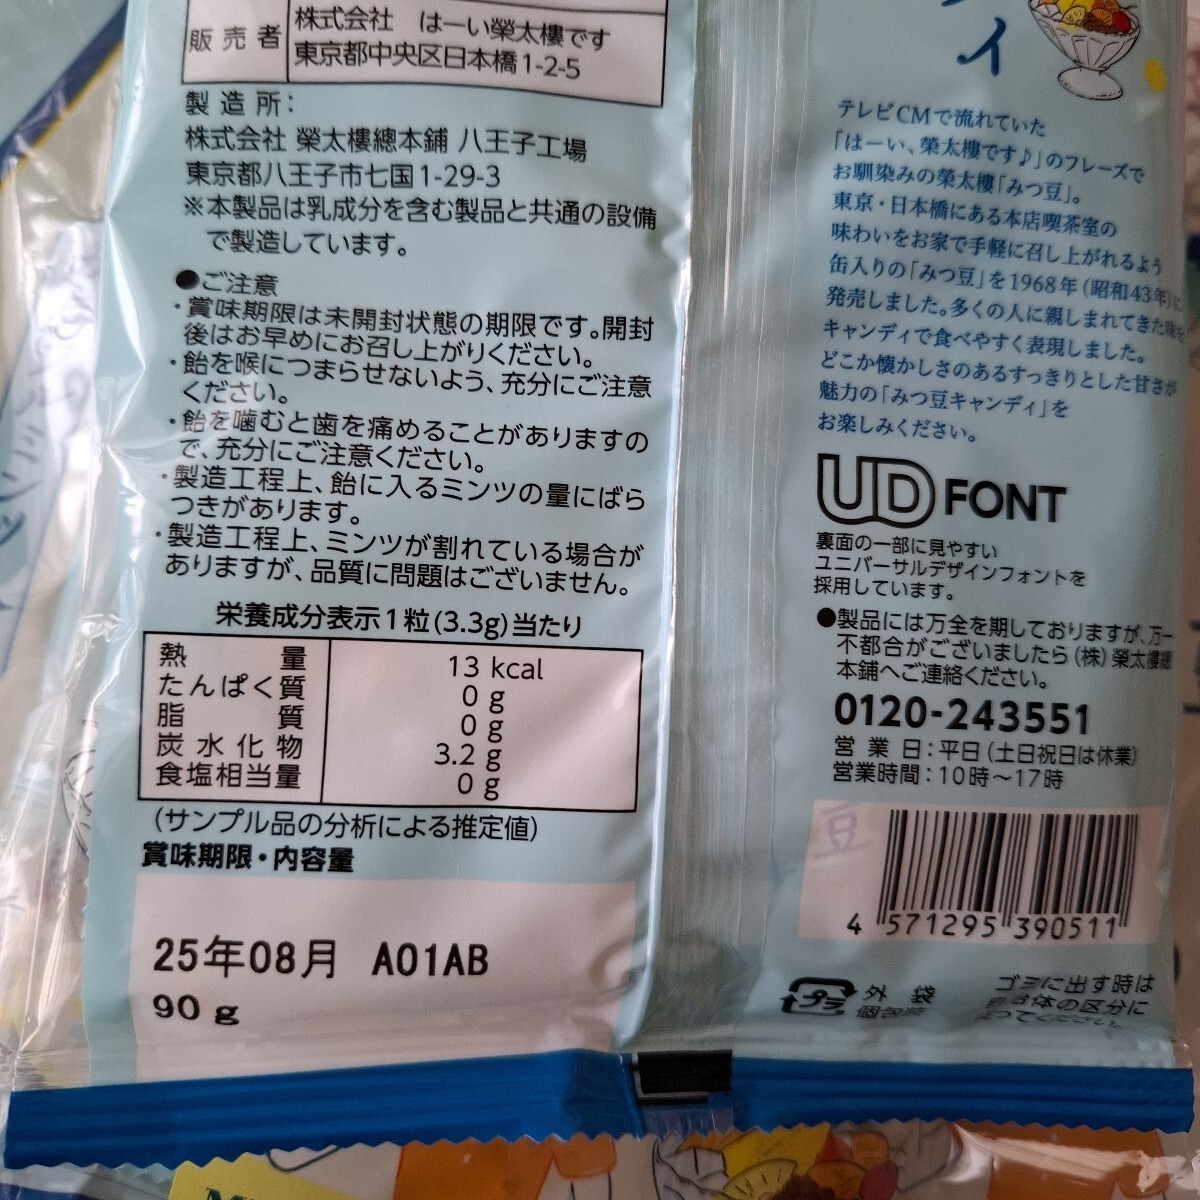 販売者
株式会社 はーい榮太樓です
東京都中央区日本橋1-2-5
製造所:
株式会社 榮太樓總本鋪 八王子工場
東京都八王子市七国1-29-3
※本製品は乳成分を含む製品と共通の設備
で製造しています。
●ご注意
・賞味期限は未開封状態の期限です。開封
後はお早めにお召し上がりください。
・飴を喉につまらせないよう、充分にご注意
ください。
・飴を噛むと歯を痛めることがありますの
で、充分にご注意ください。
・製造工程上、飴に入るミンツの量にばら
つきがあります。
・製造工程上、ミンツが割れている場合が
ありますが、品質に問題はございません。
栄養成分表示1粒(3.3g)当たり
熱量 13 kcal
たんぱく質 0 g
脂質 0 g
炭水化物 3.2 g
食塩相当量 0 g
(サンプル品の分析による推定値)
賞味期限・内容量
25年08月 A01AB
90 g
ィ
テレビCMで流れていた
「はーい、榮太樓です♪」のフレーズで
お馴染みの榮太樓「みつ豆」。
東京・日本橋にある本店喫茶室の
味わいをお家で手軽に召し上がれるよう
缶入りの「みつ豆」を1968年(昭和43年)に
発売しました。多くの人に親しまれてきた味を
キャンディで食べやすく表現しました。
どこか懐かしさのあるすっきりとした甘さが
魅力の「みつ豆キャンディ」を
お楽しみください。
UD FONT
裏面の一部に見やすい
ユニバーサルデザインフォントを
採用しています。
●製品には万全を期しておりますが、万一
不都合がございましたら(株)榮太樓總
本鋪へご連絡ください。
0120-243551
営業日:平日(土日祝日は休業)
営業時間:10時〜17時
豆
4 571295 390511
プラ 外袋
個包装
ゴミに出す時は
体の区分に
ってください。